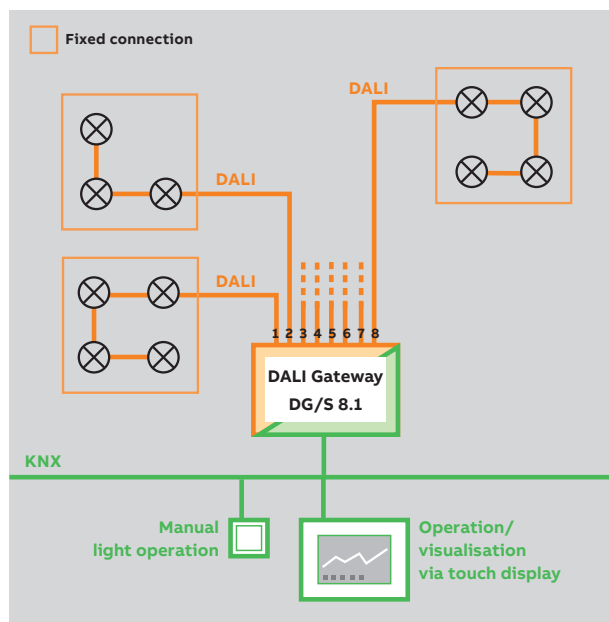 Fixed connection
DALI
DALI
DALI
1 2 3 4 5 6 7 8
DALI Gateway
DG/S 8.1
KNX
Manual
light operation
Operation/
visualisation
via touch display